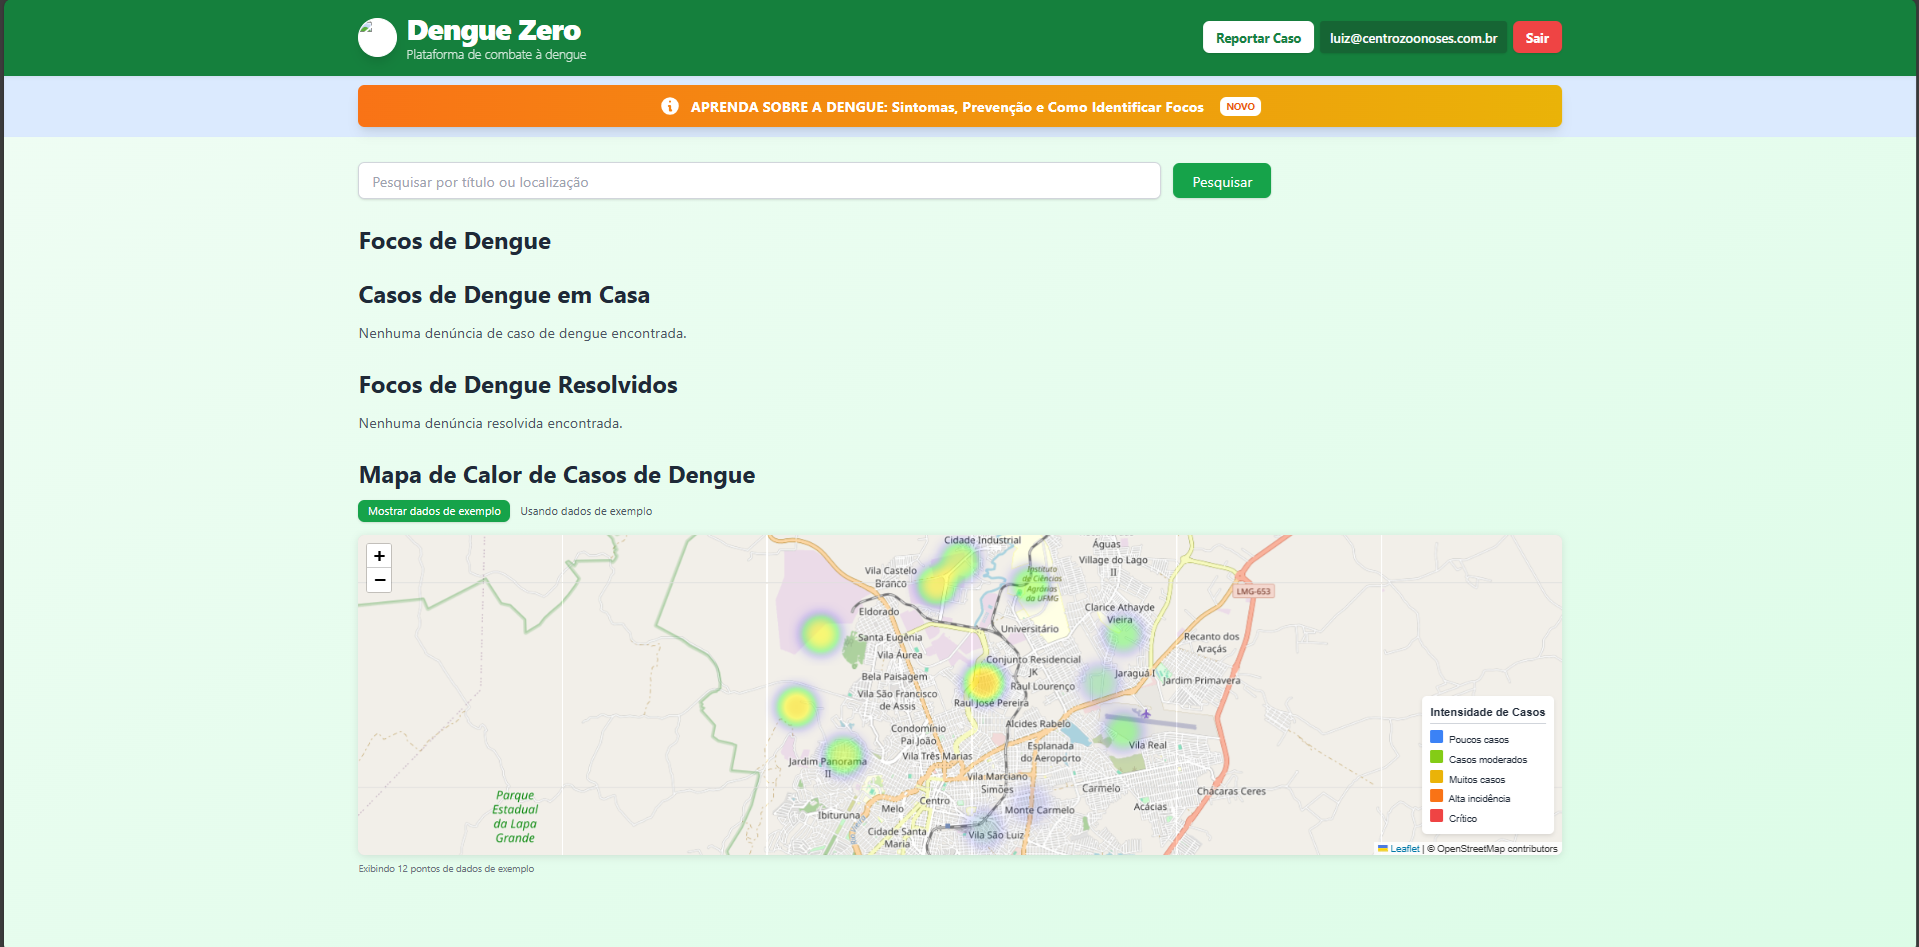 Dengue Zero
Plataforma de combate à dengue
Reportar Caso
luiz@centrozoonoses.com.br
Sair
APRENDA SOBRE A DENGUE: Sintomas, Prevenção e Como Identificar Focos
NOVO
Pesquisar por título ou localização
Pesquisar
Focos de Dengue
Casos de Dengue em Casa
Nenhuma denúncia de caso de dengue encontrada.
Focos de Dengue Resolvidos
Nenhuma denúncia resolvida encontrada.
Mapa de Calor de Casos de Dengue
Mostrar dados de exemplo
Usando dados de exemplo
+
−
Cidade Industrial
Águas
Village do Lago
II
Vila Castelo
Branco
Instituto
de Ciências
Agrárias
da UFMG
LMG-653
Eldorado
Clarice Athayde
Vieira
Santa Eugênia
Universitário
Recanto dos
Araçás
Vila Áurea
Conjunto Residencial
JK
Bela Paisagem
Raul Lourenço
Jaraguá I
Jardim Primavera
Vila São Francisco
de Assis
Raul José Pereira
Condomínio
Pai João
Alcides Rabelo
Vila Três Marias
Esplanada
do Aeroporto
Vila Real
Jardim Panorama
II
Vila Marciano
Simões
Carmelo
Chácaras Ceres
Parque
Estadual
da Lapa
Grande
Ibituruna
Melo
Centro
Monte Carmelo
Acácias
Cidade Santa
Maria
Vila São Luiz
Intensidade de Casos
Poucos casos
Casos moderados
Muitos casos
Alta incidência
Crítico
Leaflet | © OpenStreetMap contributors
Exibindo 12 pontos de dados de exemplo